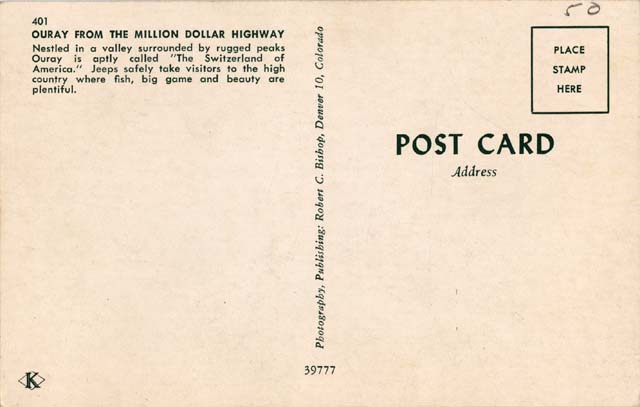 401
OURAY FROM THE MILLION DOLLAR HIGHWAY
Nestled in a valley surrounded by rugged peaks
Ouray is aptly called "The Switzerland of
America." Jeeps safely take visitors to the high
country where fish, big game and beauty are
plentiful.
Photography, Publishing: Robert C. Bishop, Denver 10, Colorado
39777
K
50
PLACE
STAMP
HERE
POST CARD
Address